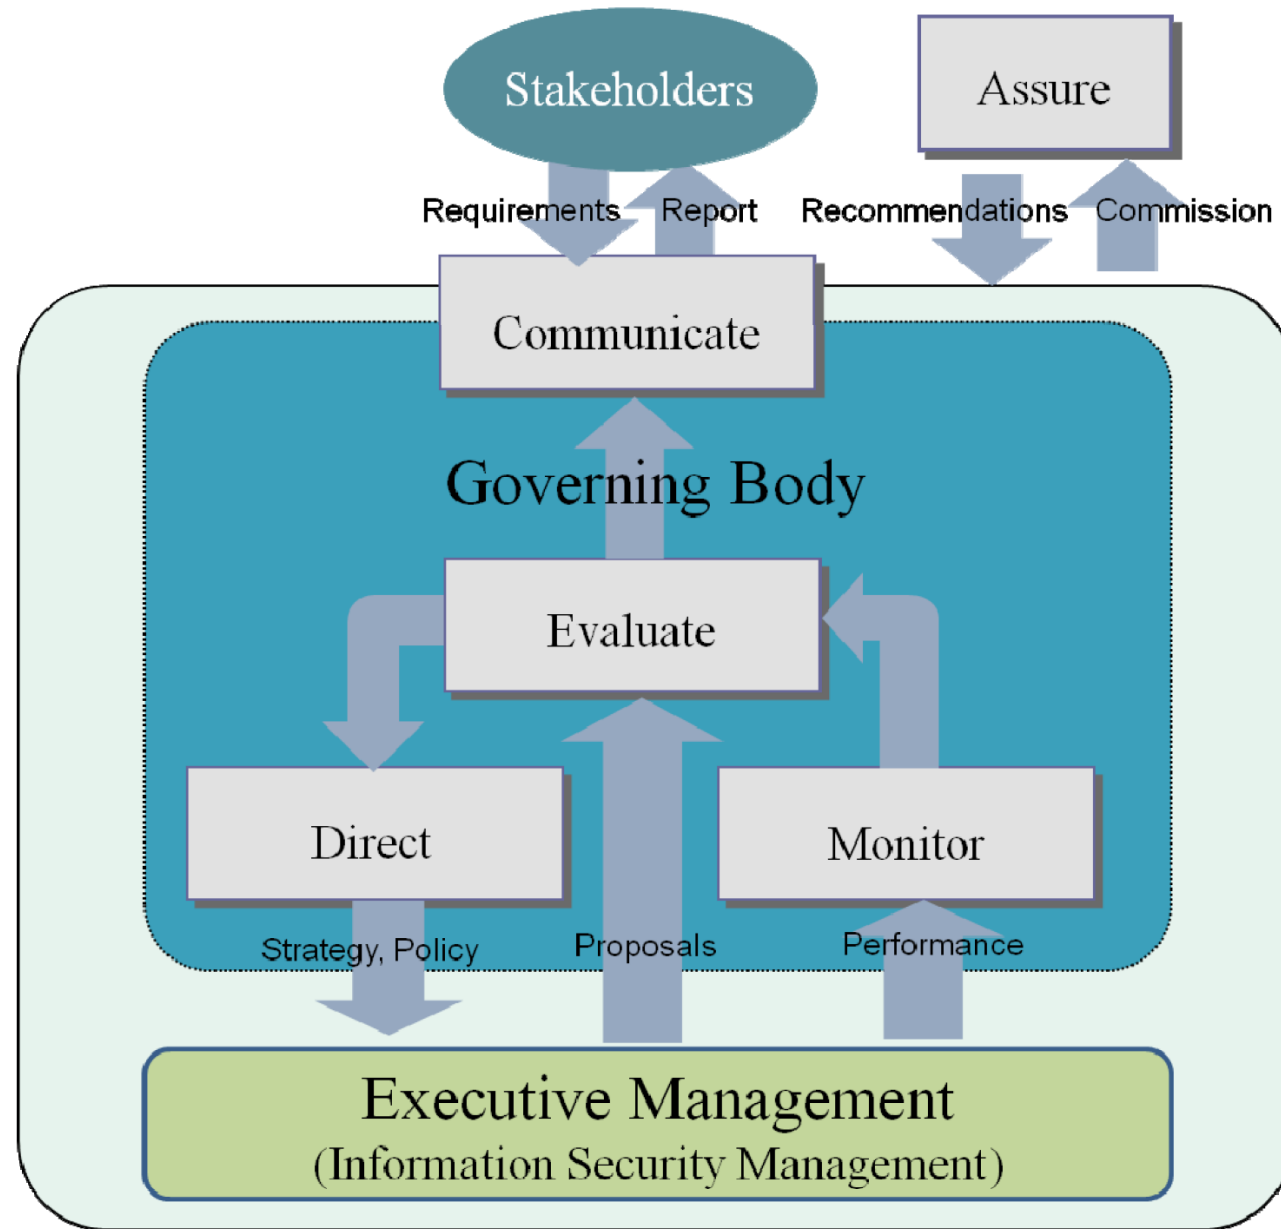 Stakeholders
Assure
Requirements
Report
Recommendations
Commission
Communicate
Governing Body
Evaluate
Direct
Monitor
Strategy, Policy
Proposals
Performance
Executive Management
(Information Security Management)